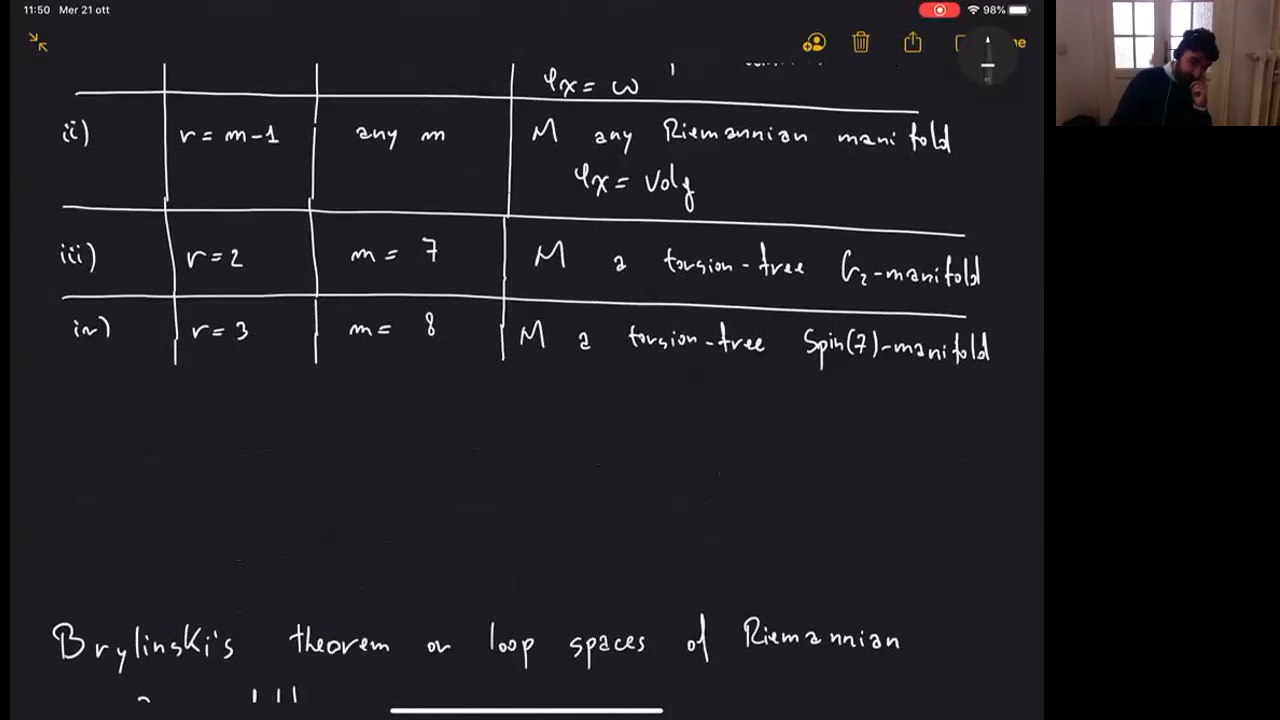 11:50 Mer 21 ott 98%
φx = ω
ii) r = m-1 any m M any Riemannian manifold
φx = Volg
iii) r = 2 m = 7 M a torsion-free G₂-manifold
iv) r = 3 m = 8 M a torsion-free Spin(7)-manifold
Brylinski's theorem on loop spaces of Riemannian